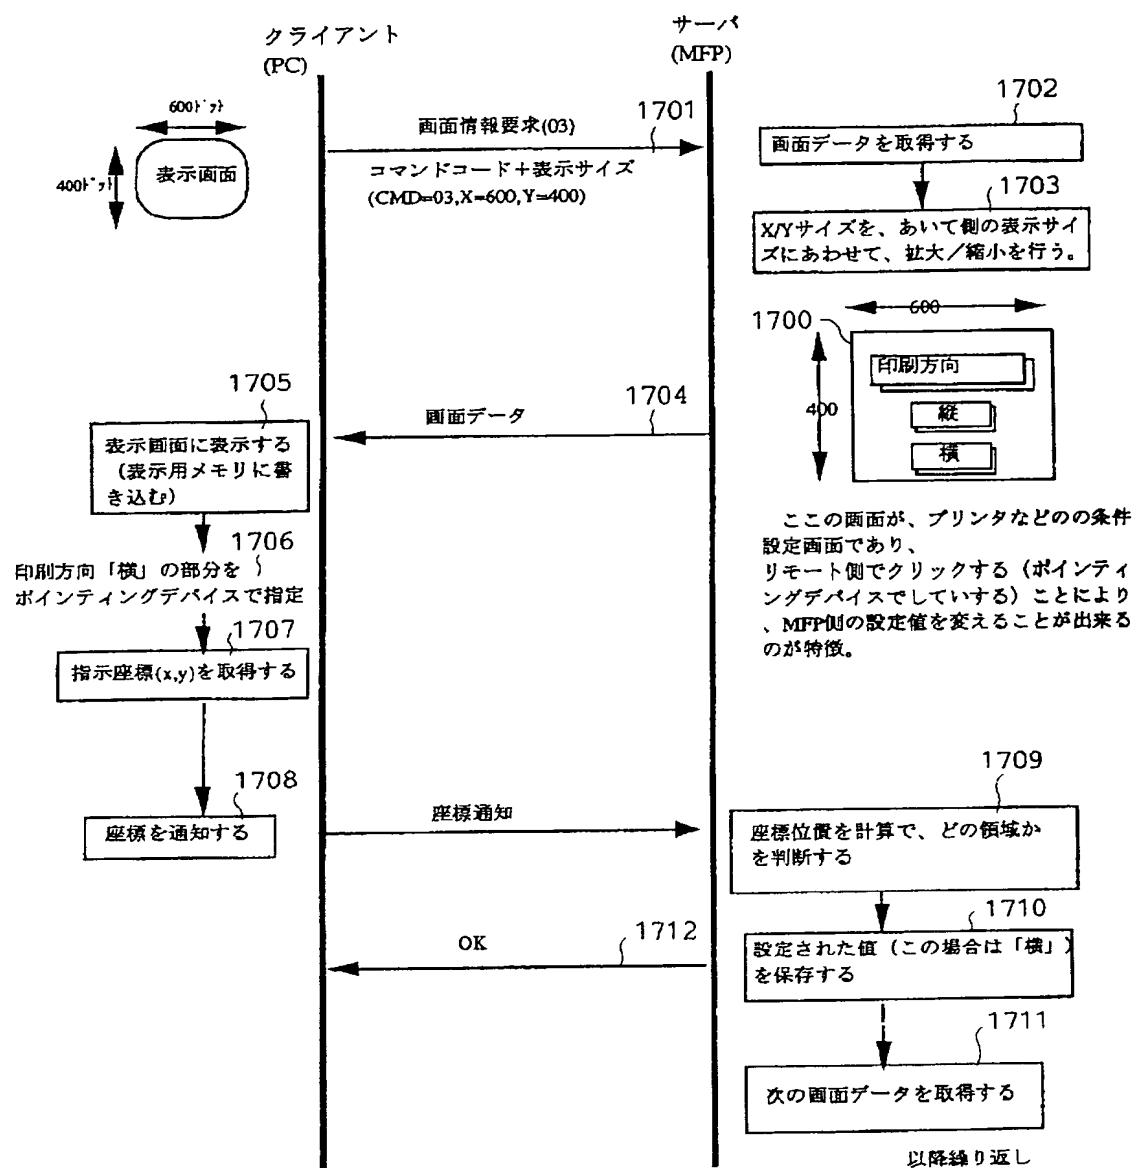 クライアント
(PC)
サーバ
(MFP)
600ﾄﾞｯﾄ
400ﾄﾞｯﾄ
表示画面
画面情報要求(03)
1701
コマンドコード+表示サイズ
(CMD=03,X=600,Y=400)
1702
画面データを取得する
1703
X/Yサイズを、あいて側の表示サイ
ズにあわせて、拡大/縮小を行う。
600
1700
400
印刷方向
縦
横
1704
画面データ
1705
表示画面に表示する
(表示用メモリに書
き込む)
ここの画面が、プリンタなどのの条件
設定画面であり、
リモート側でクリックする(ポインティ
ングデバイスでしていする)ことにより
、MFP側の設定値を変えることが出来る
のが特徴。
1706
印刷方向「横」の部分を
ポインティングデバイスで指定
1707
指示座標(x,y)を取得する
1708
座標を通知する
座標通知
1709
座標位置を計算で、どの領域か
を判断する
1710
設定された値(この場合は「横」)
を保存する
OK
1712
1711
次の画面データを取得する
以降繰り返し